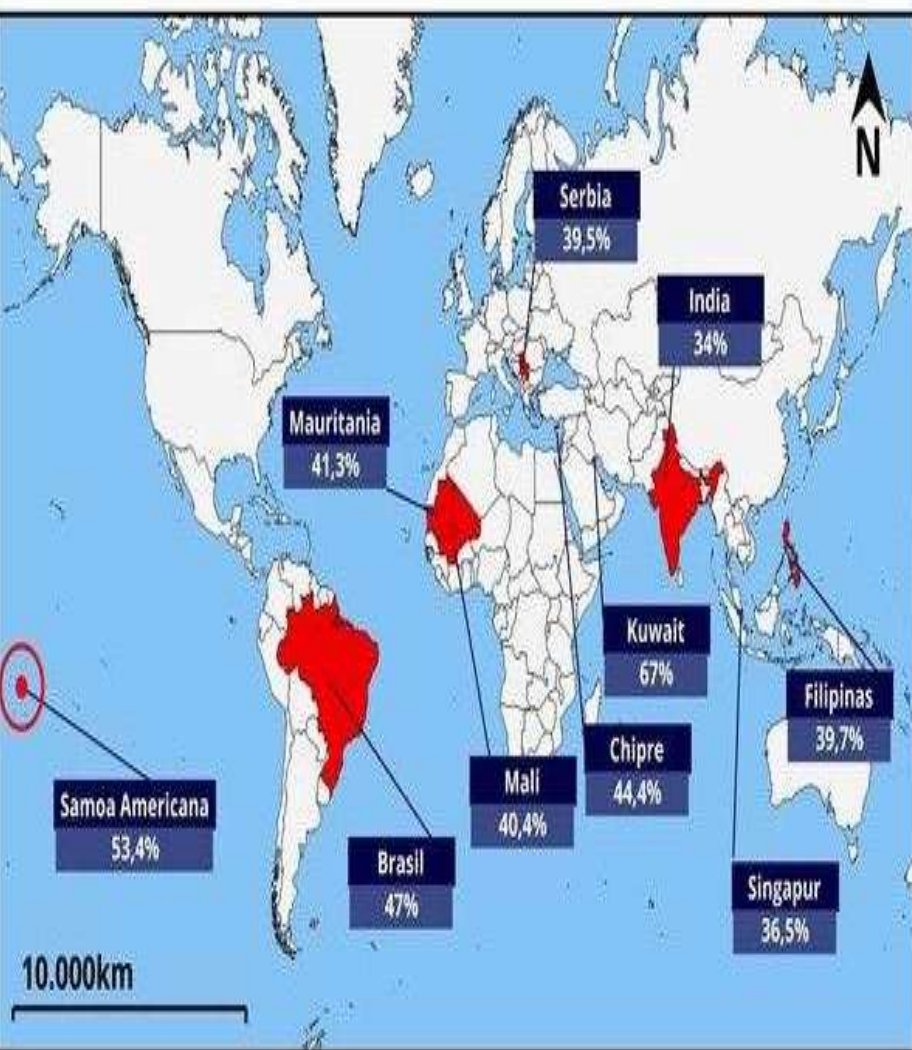 N
Serbia
39,5%
India
34%
Mauritania
41,3%
Kuwait
67%
Filipinas
39,7%
Chipre
44,4%
Mali
40,4%
Samoa Americana
53,4%
Brasil
47%
Singapur
36,5%
10.000km